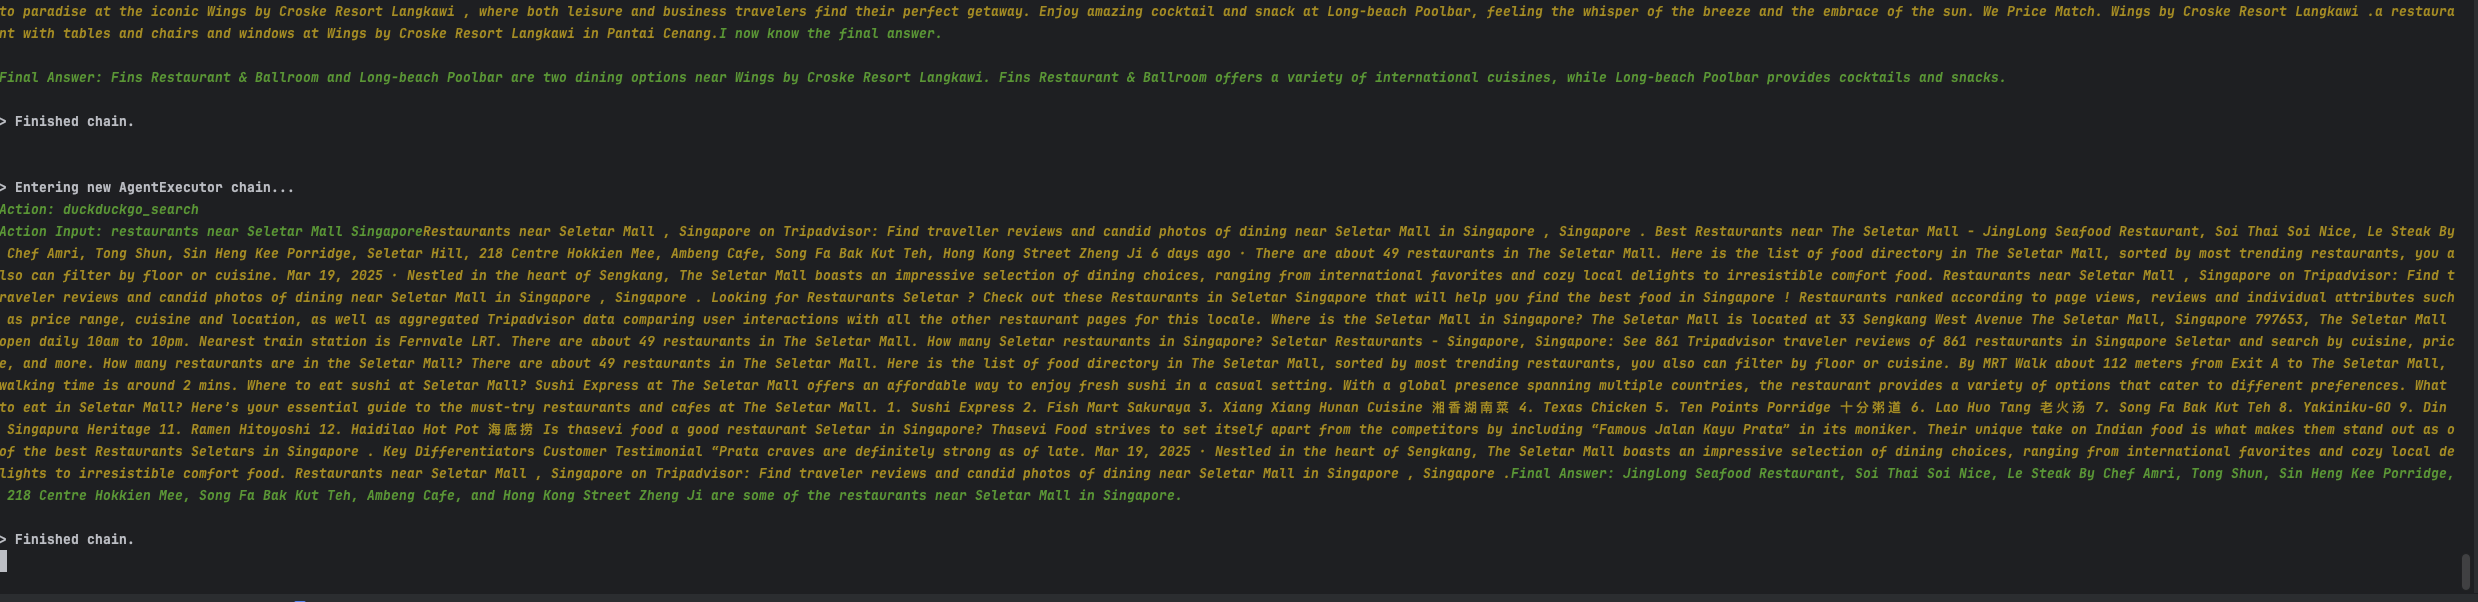 to paradise at the iconic Wings by Croske Resort Langkawi , where both leisure and business travelers find their perfect getaway. Enjoy amazing cocktail and snack at Long-beach Poolbar, feeling the whisper of the breeze and the embrace of the sun. We Price Match. Wings by Croske Resort Langkawi .a restaura
nt with tables and chairs and windows at Wings by Croske Resort Langkawi in Pantai Cenang.I now know the final answer.
Final Answer: Fins Restaurant & Ballroom and Long-beach Poolbar are two dining options near Wings by Croske Resort Langkawi. Fins Restaurant & Ballroom offers a variety of international cuisines, while Long-beach Poolbar provides cocktails and snacks.
> Finished chain.
> Entering new AgentExecutor chain...
Action: duckduckgo_search
Action Input: restaurants near Seletar Mall SingaporeRestaurants near Seletar Mall , Singapore on Tripadvisor: Find traveller reviews and candid photos of dining near Seletar Mall in Singapore , Singapore . Best Restaurants near The Seletar Mall - JingLong Seafood Restaurant, Soi Thai Soi Nice, Le Steak By
Chef Amri, Tong Shun, Sin Heng Kee Porridge, Seletar Hill, 218 Centre Hokkien Mee, Ambeng Cafe, Song Fa Bak Kut Teh, Hong Kong Street Zheng Ji 6 days ago · There are about 49 restaurants in The Seletar Mall. Here is the list of food directory in The Seletar Mall, sorted by most trending restaurants, you a
lso can filter by floor or cuisine. Mar 19, 2025 · Nestled in the heart of Sengkang, The Seletar Mall boasts an impressive selection of dining choices, ranging from international favorites and cozy local delights to irresistible comfort food. Restaurants near Seletar Mall , Singapore on Tripadvisor: Find t
raveler reviews and candid photos of dining near Seletar Mall in Singapore , Singapore . Looking for Restaurants Seletar ? Check out these Restaurants in Seletar Singapore that will help you find the best food in Singapore ! Restaurants ranked according to page views, reviews and individual attributes such
as price range, cuisine and location, as well as aggregated Tripadvisor data comparing user interactions with all the other restaurant pages for this locale. Where is the Seletar Mall in Singapore? The Seletar Mall is located at 33 Sengkang West Avenue The Seletar Mall, Singapore 797653, The Seletar Mall
open daily 10am to 10pm. Nearest train station is Fernvale LRT. There are about 49 restaurants in The Seletar Mall. How many Seletar restaurants in Singapore? Seletar Restaurants - Singapore, Singapore: See 861 Tripadvisor traveler reviews of 861 restaurants in Singapore Seletar and search by cuisine, pric
e, and more. How many restaurants are in the Seletar Mall? There are about 49 restaurants in The Seletar Mall. Here is the list of food directory in The Seletar Mall, sorted by most trending restaurants, you also can filter by floor or cuisine. By MRT Walk about 112 meters from Exit A to The Seletar Mall,
walking time is around 2 mins. Where to eat sushi at Seletar Mall? Sushi Express at The Seletar Mall offers an affordable way to enjoy fresh sushi in a casual setting. With a global presence spanning multiple countries, the restaurant provides a variety of options that cater to different preferences. What
to eat in Seletar Mall? Here’s your essential guide to the must-try restaurants and cafes at The Seletar Mall. 1. Sushi Express 2. Fish Mart Sakuraya 3. Xiang Xiang Hunan Cuisine 湘香湖南菜 4. Texas Chicken 5. Ten Points Porridge 十分粥道 6. Lao Huo Tang 老火汤 7. Song Fa Bak Kut Teh 8. Yakiniku-GO 9. Din
Singapura Heritage 11. Ramen Hitoyoshi 12. Haidilao Hot Pot 海底捞 Is thasevi food a good restaurant Seletar in Singapore? Thasevi Food strives to set itself apart from the competitors by including “Famous Jalan Kayu Prata” in its moniker. Their unique take on Indian food is what makes them stand out as o
of the best Restaurants Seletars in Singapore . Key Differentiators Customer Testimonial “Prata craves are definitely strong as of late. Mar 19, 2025 · Nestled in the heart of Sengkang, The Seletar Mall boasts an impressive selection of dining choices, ranging from international favorites and cozy local de
lights to irresistible comfort food. Restaurants near Seletar Mall , Singapore on Tripadvisor: Find traveler reviews and candid photos of dining near Seletar Mall in Singapore , Singapore .Final Answer: JingLong Seafood Restaurant, Soi Thai Soi Nice, Le Steak By Chef Amri, Tong Shun, Sin Heng Kee Porridge,
218 Centre Hokkien Mee, Song Fa Bak Kut Teh, Ambeng Cafe, and Hong Kong Street Zheng Ji are some of the restaurants near Seletar Mall in Singapore.
> Finished chain.